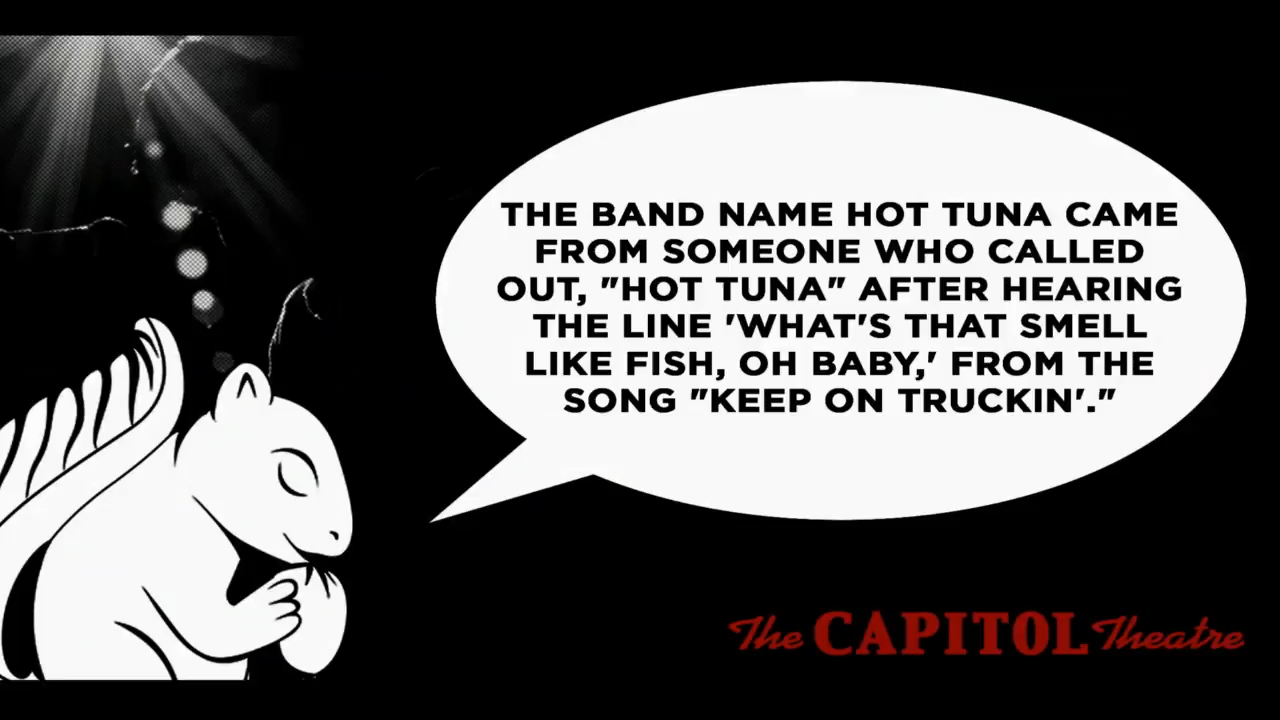 THE BAND NAME HOT TUNA CAME
FROM SOMEONE WHO CALLED
OUT, "HOT TUNA" AFTER HEARING
THE LINE 'WHAT'S THAT SMELL
LIKE FISH, OH BABY,' FROM THE
SONG "KEEP ON TRUCKIN'."
The CAPITOL Theatre